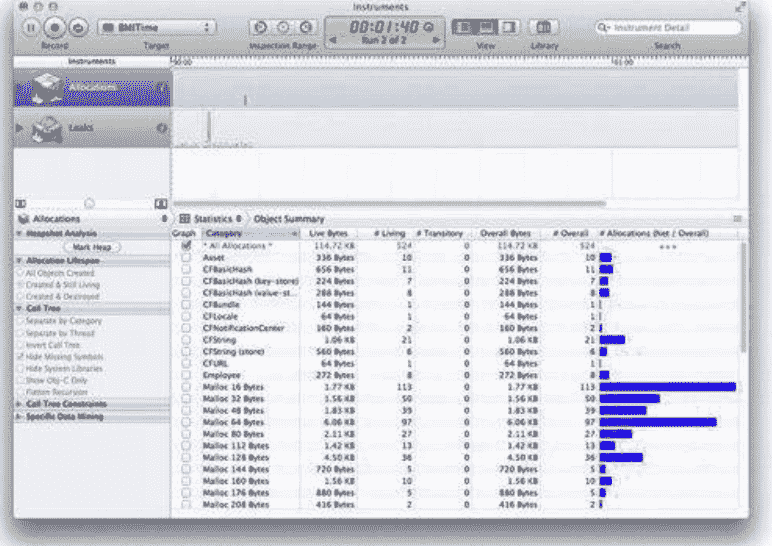 Instruments
BMITime
00:01:40
Run 2 of 2
Instrument Detail
Record Target Inspection Range View Library Search
Instruments 00:00 01:00
Allocations
Leaks
Allocations Statistics Object Summary
Heapshot Analysis
Mark Heap
Allocation Lifespan
All Objects Created
Created & Still Living
Created & Destroyed
Call Tree
Separate by Category
Separate by Thread
Invert Call Tree
Hide Missing Symbols
Hide System Libraries
Show Obj-C Only
Flatten Recursion
Call Tree Constraints
Specific Data Mining
Graph Category Live Bytes # Living # Transitory Overall Bytes # Overall # Allocations (Net / Overall)
* All Allocations * 114.72 KB 524 0 114.72 KB 524 +++
Asset 336 Bytes 10 0 336 Bytes 10
CFBasicHash 656 Bytes 11 0 656 Bytes 11
CFBasicHash (key-store) 224 Bytes 7 0 224 Bytes 7
CFBasicHash (value-st... 288 Bytes 8 0 288 Bytes 8
CFBundle 144 Bytes 1 0 144 Bytes 1
CFLocale 64 Bytes 1 0 64 Bytes 1
CFNotificationCenter 160 Bytes 2 0 160 Bytes 2
CFString 1.06 KB 21 0 1.06 KB 21
CFString (store) 560 Bytes 6 0 560 Bytes 6
CFURL 64 Bytes 1 0 64 Bytes 1
Employee 272 Bytes 8 0 272 Bytes 8
Malloc 16 Bytes 1.77 KB 113 0 1.77 KB 113
Malloc 32 Bytes 1.56 KB 50 0 1.56 KB 50
Malloc 48 Bytes 1.83 KB 39 0 1.83 KB 39
Malloc 64 Bytes 6.06 KB 97 0 6.06 KB 97
Malloc 80 Bytes 2.11 KB 27 0 2.11 KB 27
Malloc 112 Bytes 1.42 KB 13 0 1.42 KB 13
Malloc 128 Bytes 4.50 KB 36 0 4.50 KB 36
Malloc 144 Bytes 720 Bytes 5 0 720 Bytes 5
Malloc 160 Bytes 1.56 KB 10 0 1.56 KB 10
Malloc 176 Bytes 880 Bytes 5 0 880 Bytes 5
Malloc 208 Bytes 416 Bytes 2 0 416 Bytes 2